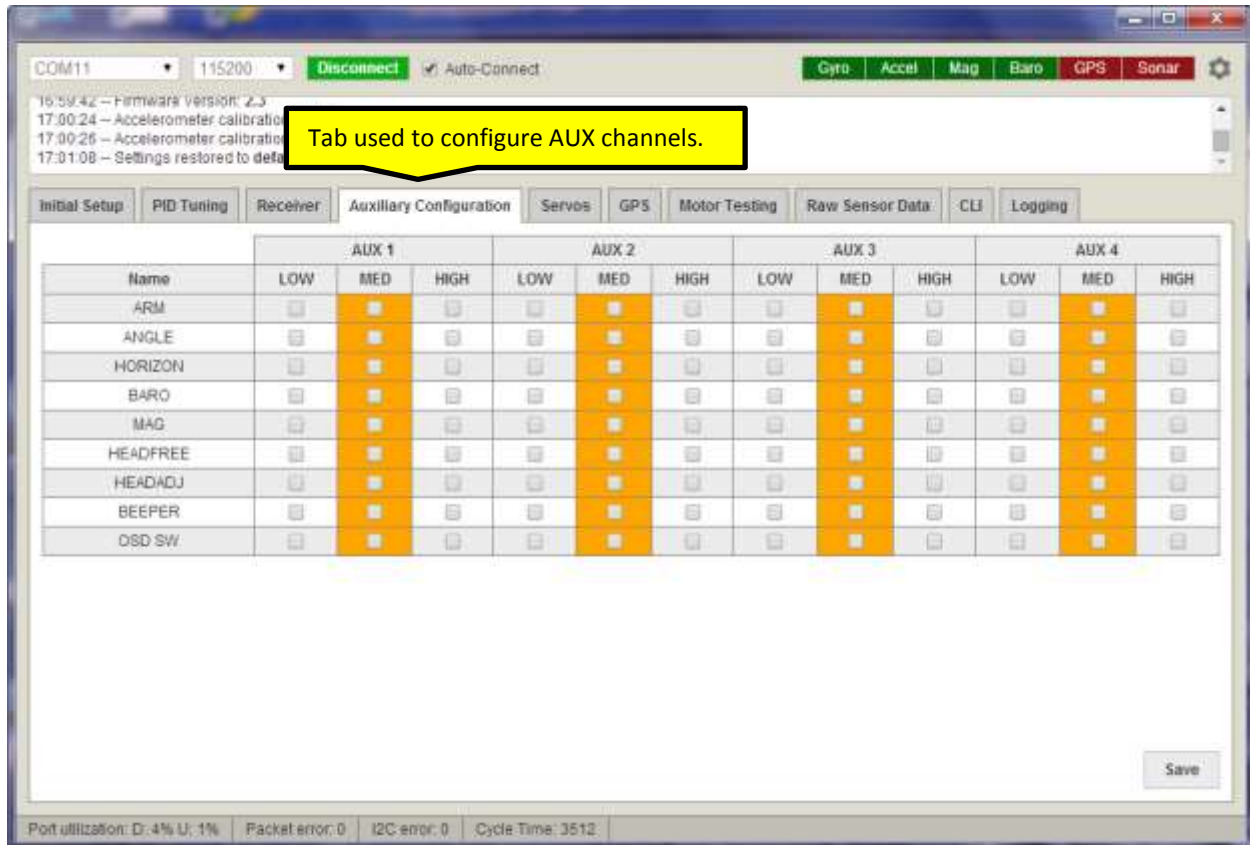 COM11 115200 Disconnect Auto-Connect Gyro Accel Mag Baro GPS Sonar
16:59:42 -- Firmware Version: 2.3
17:00:24 -- Accelerometer calibratio
17:00:26 -- Accelerometer calibratio
17:01:08 -- Settings restored to defa
Tab used to configure AUX channels.
Initial Setup PID Tuning Receiver Auxiliary Configuration Servos GPS Motor Testing Raw Sensor Data CLI Logging
AUX 1 AUX 2 AUX 3 AUX 4
Name LOW MED HIGH LOW MED HIGH LOW MED HIGH LOW MED HIGH
ARM
ANGLE
HORIZON
BARO
MAG
HEADFREE
HEADADJ
BEEPER
OSD SW
Save
Port utilization: D: 4% U: 1% Packet error: 0 I2C error: 0 Cycle Time: 3512